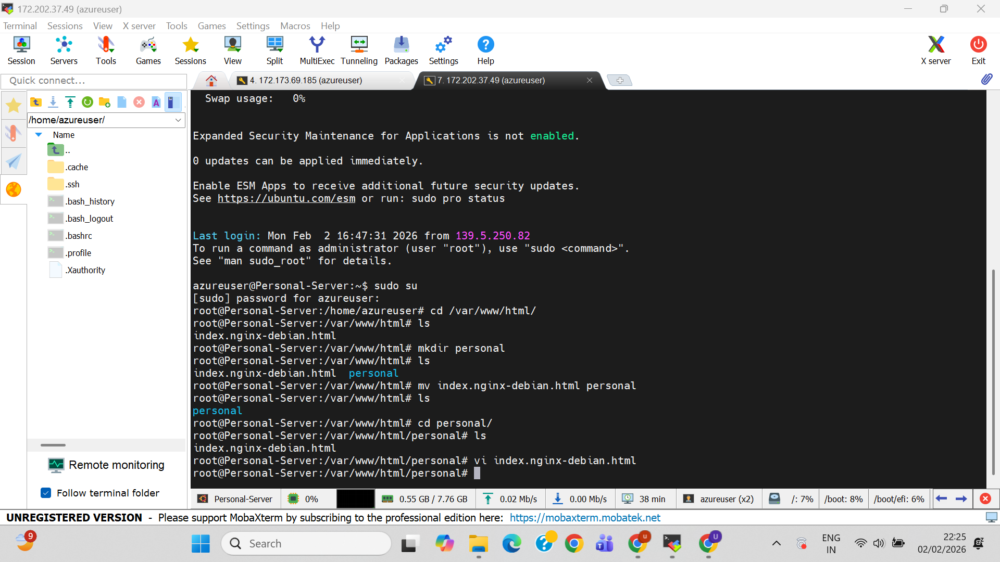 172.202.37.49 (azureuser)
Terminal Sessions View X server Tools Games Settings Macros Help
Session Servers Tools Games Sessions View Split MultiExec Tunneling Packages Settings Help X server Exit
Quick connect...
4. 172.173.69.185 (azureuser)
7. 172.202.37.49 (azureuser)
/home/azureuser/
Name
..
.cache
.ssh
.bash_history
.bash_logout
.bashrc
.profile
.Xauthority
Remote monitoring
Follow terminal folder
Swap usage:   0%
Expanded Security Maintenance for Applications is not enabled.
0 updates can be applied immediately.
Enable ESM Apps to receive additional future security updates.
See https://ubuntu.com/esm or run: sudo pro status
Last login: Mon Feb  2 16:47:31 2026 from 139.5.250.82
To run a command as administrator (user "root"), use "sudo <command>".
See "man sudo_root" for details.
azureuser@Personal-Server:~$ sudo su
[sudo] password for azureuser:
root@Personal-Server:/home/azureuser# cd /var/www/html/
root@Personal-Server:/var/www/html# ls
index.nginx-debian.html
root@Personal-Server:/var/www/html# mkdir personal
root@Personal-Server:/var/www/html# ls
index.nginx-debian.html  personal
root@Personal-Server:/var/www/html# mv index.nginx-debian.html personal
root@Personal-Server:/var/www/html# ls
personal
root@Personal-Server:/var/www/html# cd personal/
root@Personal-Server:/var/www/html/personal# ls
index.nginx-debian.html
root@Personal-Server:/var/www/html/personal# vi index.nginx-debian.html
root@Personal-Server:/var/www/html/personal#
Personal-Server 0% 0.55 GB / 7.76 GB 0.02 Mb/s 0.00 Mb/s 38 min azureuser (x2) /: 7% /boot: 8% /boot/efi: 6%
UNREGISTERED VERSION - Please support MobaXterm by subscribing to the professional edition here: https://mobaxterm.mobatek.net
9
Search
u
U
ENG
IN
22:25
02/02/2026